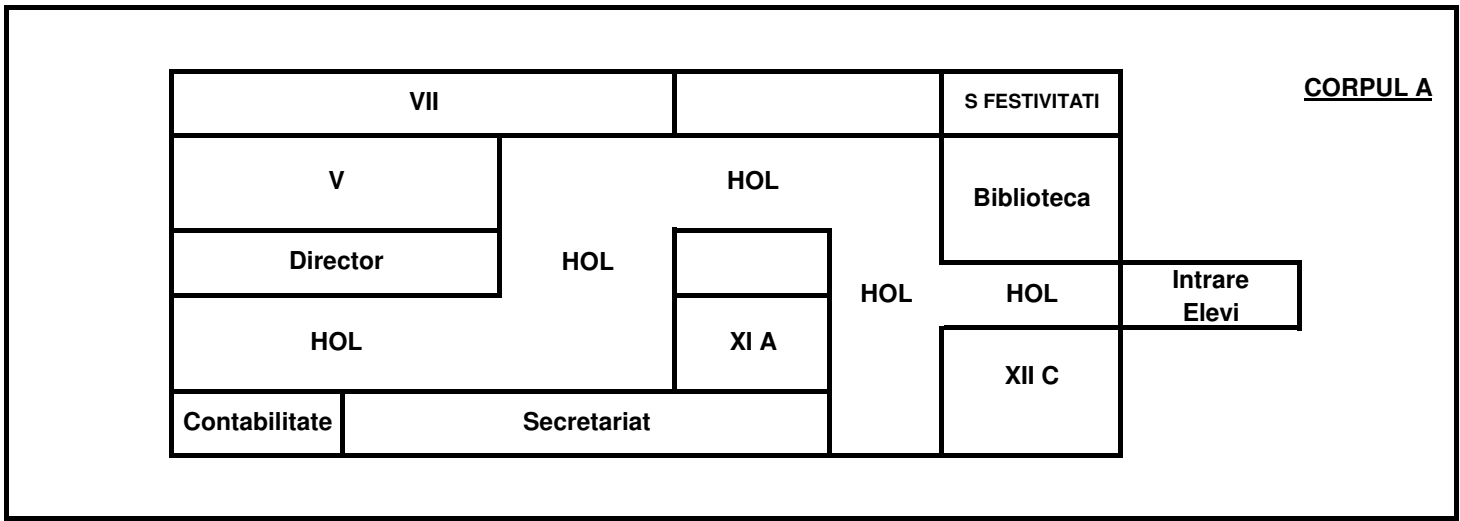 CORPUL A
VII
S FESTIVITATI
V
HOL
Biblioteca
Director
HOL
HOL
HOL
Intrare
Elevi
HOL
XI A
XII C
Contabilitate
Secretariat